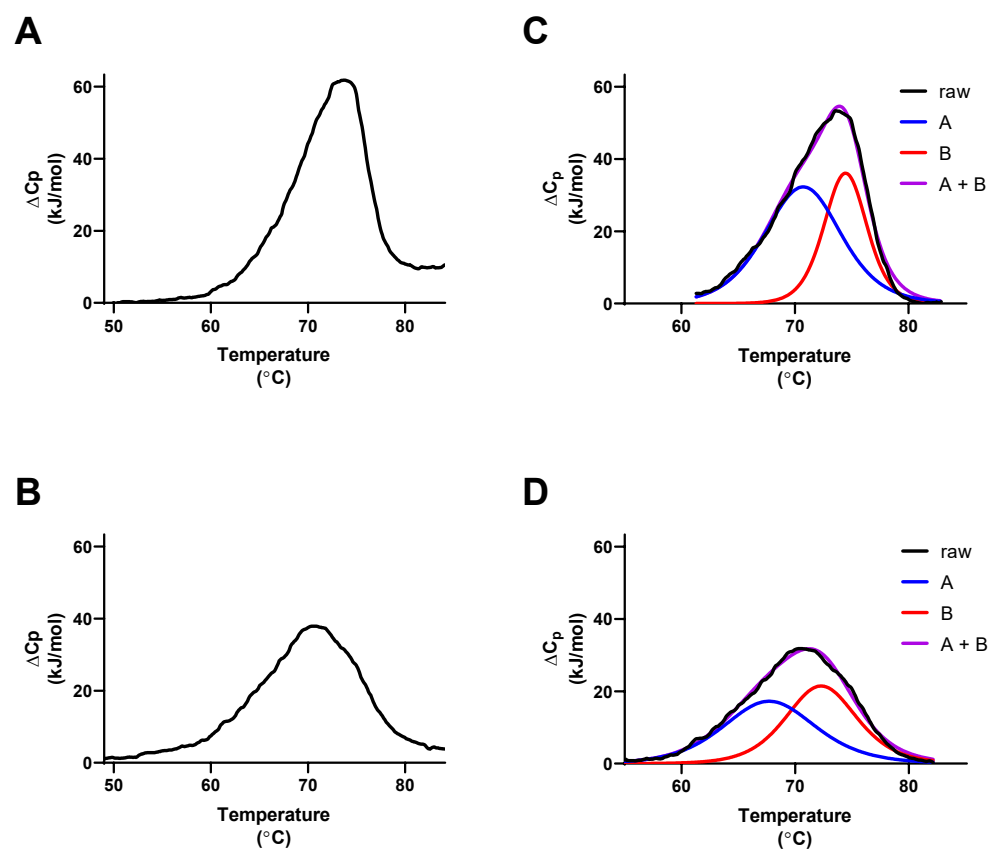 A
ΔCp
(kJ/mol)
60
40
20
0
50
60
70
80
Temperature
(°C)
C
ΔCp
(kJ/mol)
60
40
20
0
60
70
80
Temperature
(°C)
raw
A
B
A + B
B
ΔCp
(kJ/mol)
60
40
20
0
50
60
70
80
Temperature
(°C)
D
ΔCp
(kJ/mol)
60
40
20
0
60
70
80
Temperature
(°C)
raw
A
B
A + B